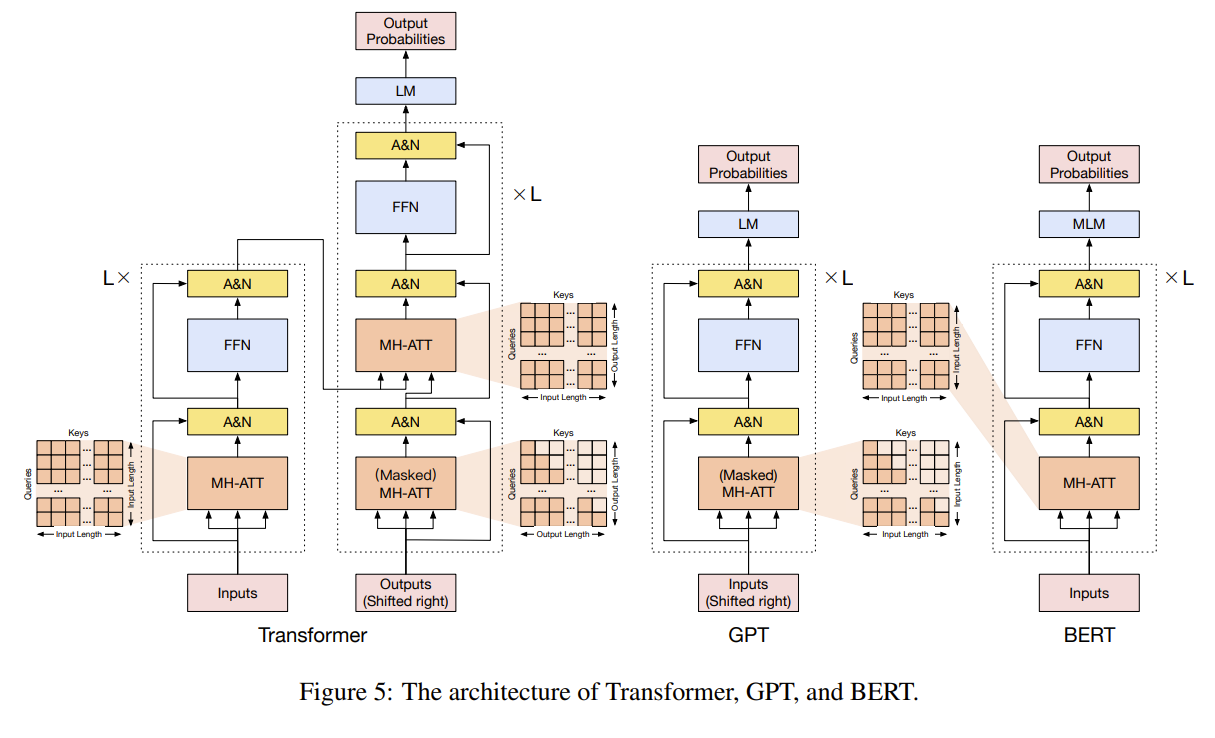 Output
Probabilities
LM
A&N
FFN
× L
A&N
MH-ATT
Keys
Queries
...
...
...
...
...
Output Length
Input Length
A&N
(Masked)
MH-ATT
Keys
Queries
...
...
...
...
...
Output Length
Output Length
Outputs
(Shifted right)
L ×
A&N
FFN
A&N
MH-ATT
Keys
Queries
...
...
...
...
...
Input Length
Input Length
Inputs
Transformer
Output
Probabilities
LM
× L
A&N
FFN
A&N
(Masked)
MH-ATT
Keys
Queries
...
...
...
...
...
Input Length
Input Length
Inputs
(Shifted right)
GPT
Output
Probabilities
MLM
× L
A&N
FFN
A&N
MH-ATT
Keys
Queries
...
...
...
...
...
Input Length
Input Length
Inputs
BERT
Figure 5: The architecture of Transformer, GPT, and BERT.